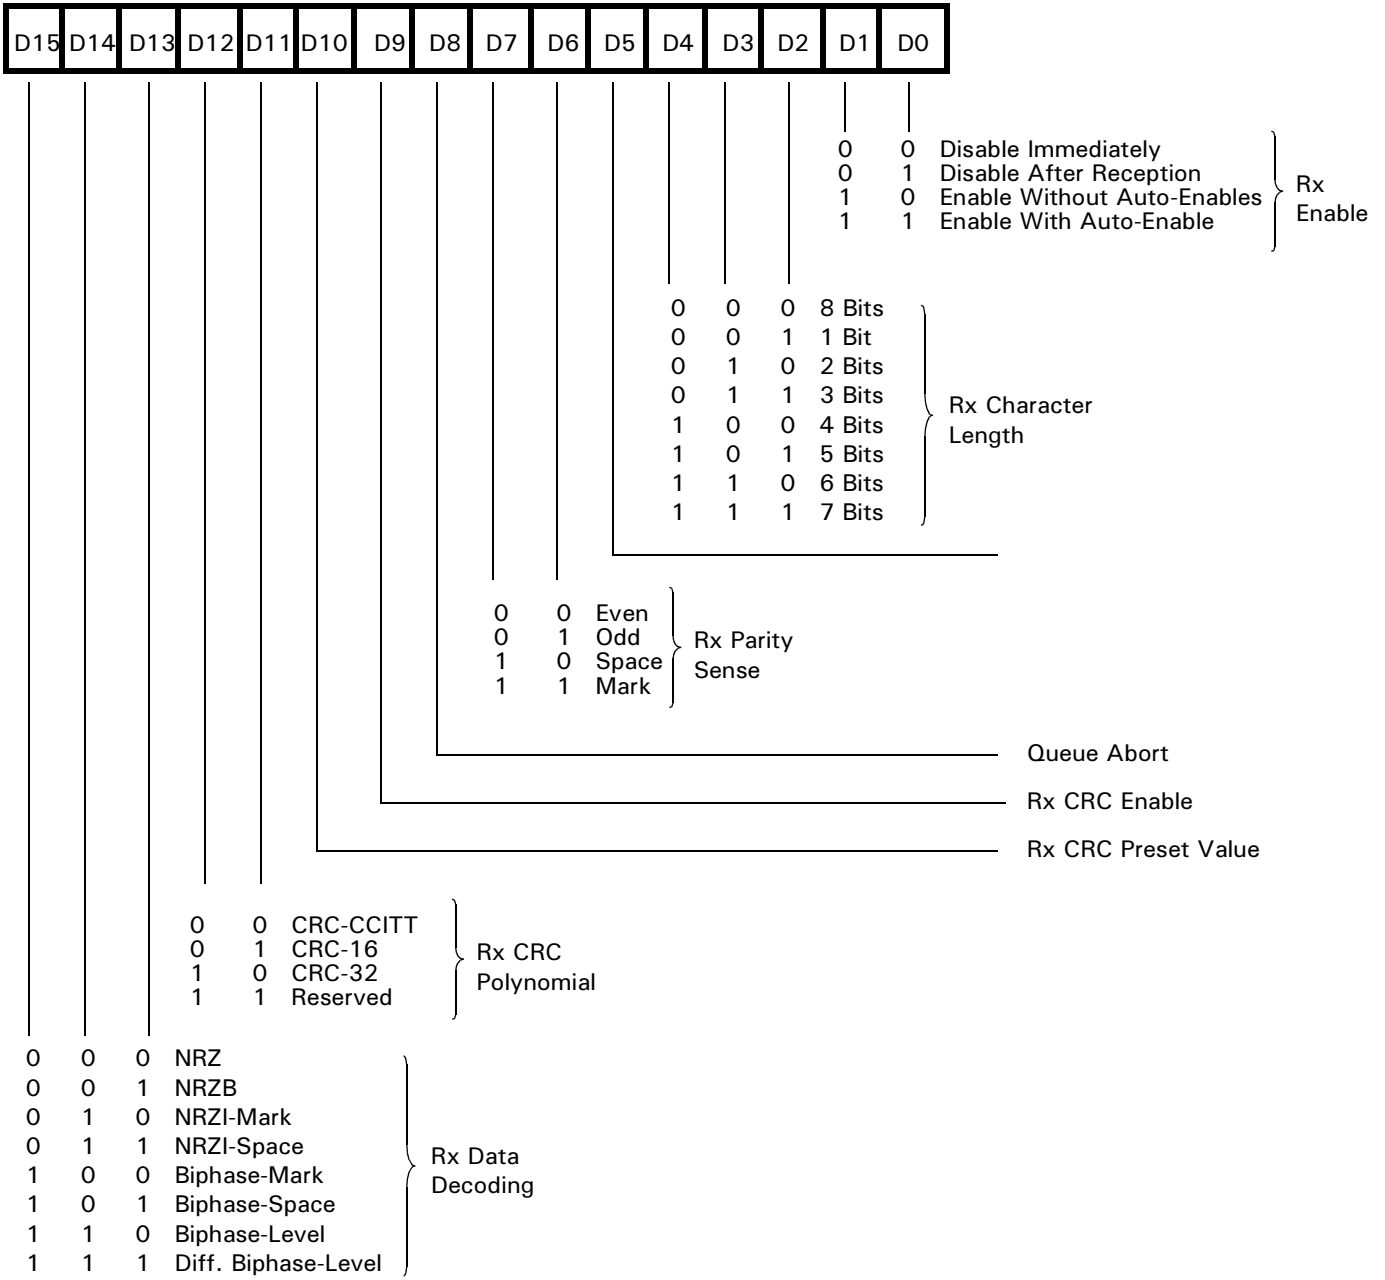 D15 D14 D13 D12 D11 D10 D9 D8 D7 D6 D5 D4 D3 D2 D1 D0
0 0 Disable Immediately
0 1 Disable After Reception
1 0 Enable Without Auto-Enables
1 1 Enable With Auto-Enable
Rx
Enable
0 0 0 8 Bits
0 0 1 1 Bit
0 1 0 2 Bits
0 1 1 3 Bits
1 0 0 4 Bits
1 0 1 5 Bits
1 1 0 6 Bits
1 1 1 7 Bits
Rx Character
Length
0 0 Even
0 1 Odd
1 0 Space
1 1 Mark
Rx Parity
Sense
Queue Abort
Rx CRC Enable
Rx CRC Preset Value
0 0 CRC-CCITT
0 1 CRC-16
1 0 CRC-32
1 1 Reserved
Rx CRC
Polynomial
0 0 0 NRZ
0 0 1 NRZB
0 1 0 NRZI-Mark
0 1 1 NRZI-Space
1 0 0 Biphase-Mark
1 0 1 Biphase-Space
1 1 0 Biphase-Level
1 1 1 Diff. Biphase-Level
Rx Data
Decoding